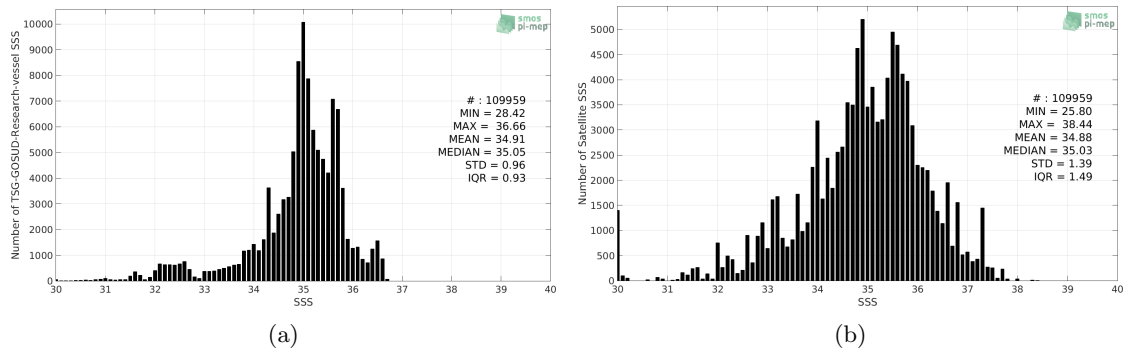 Number of TSG-GOSUD-Research-vessel SSS
10000
9000
8000
7000
6000
5000
4000
3000
2000
1000
0
30 31 32 33 34 35 36 37 38 39 40
SSS
smos
pi-mep
# : 109959
MIN = 28.42
MAX = 36.66
MEAN = 34.91
MEDIAN = 35.05
STD = 0.96
IQR = 0.93
(a)
Number of Satellite SSS
5000
4500
4000
3500
3000
2500
2000
1500
1000
500
0
30 31 32 33 34 35 36 37 38 39 40
SSS
smos
pi-mep
# : 109959
MIN = 25.80
MAX = 38.44
MEAN = 34.88
MEDIAN = 35.03
STD = 1.39
IQR = 1.49
(b)